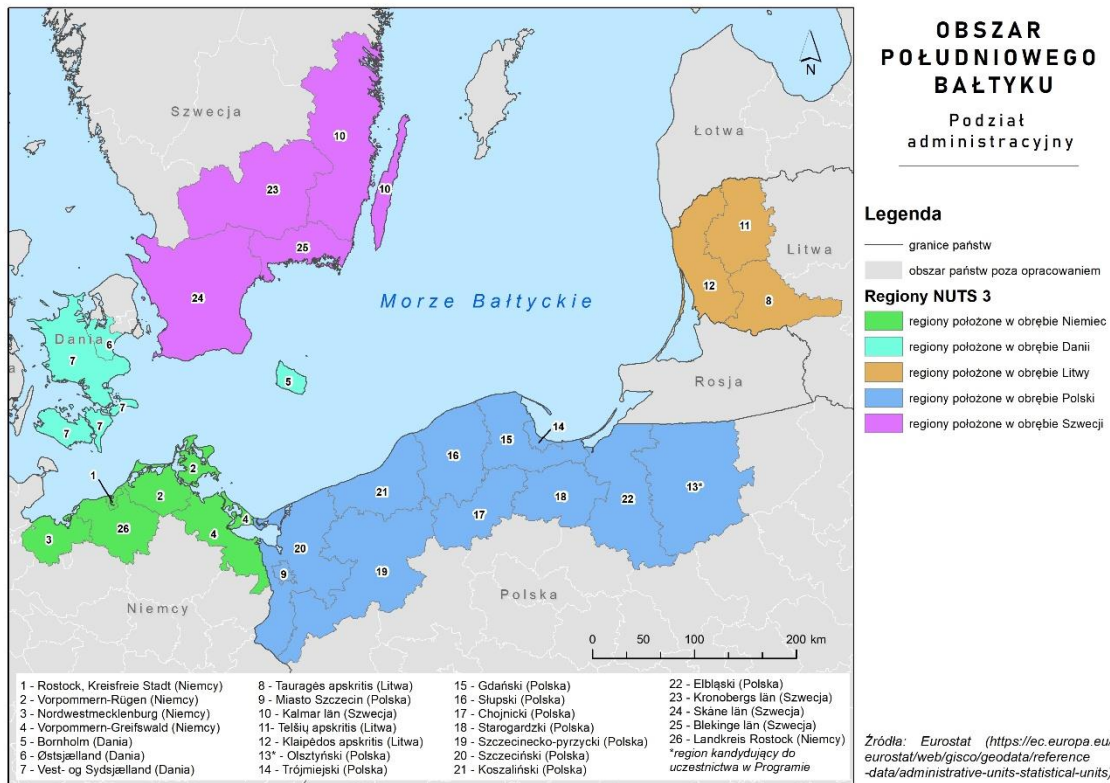 OBSZAR
POŁUDNIOWEGO
BAŁTYKU
Podział
administracyjny
Legenda
granice państw
obszar państw poza opracowaniem
Regiony NUTS 3
regiony położone w obrębie Niemiec
regiony położone w obrębie Danii
regiony położone w obrębie Litwy
regiony położone w obrębie Polski
regiony położone w obrębie Szwecji
Szwecja
N
Łotwa
10
23
10
11
Litwa
25
12
8
24
Morze Bałtyckie
Dania
6
7
a
5
Rosja
7
7
7
14
15
16
13*
1
2
2
21
18
22
17
4
26
3
4
20
9
19
Niemcy
Polska
0 50 100 200 km
1 - Rostock, Kreisfreie Stadt (Niemcy)
2 - Vorpommern-Rügen (Niemcy)
3 - Nordwestmecklenburg (Niemcy)
4 - Vorpommern-Greifswald (Niemcy)
5 - Bornholm (Dania)
6 - Østsjælland (Dania)
7 - Vest- og Sydsjælland (Dania)
8 - Tauragės apskritis (Litwa)
9 - Miasto Szczecin (Polska)
10 - Kalmar län (Szwecja)
11- Telšių apskritis (Litwa)
12 - Klaipėdos apskritis (Litwa)
13* - Olsztyński (Polska)
14 - Trójmiejski (Polska)
15 - Gdański (Polska)
16 - Słupski (Polska)
17 - Chojnicki (Polska)
18 - Starogardzki (Polska)
19 - Szczecinecko-pyrzycki (Polska)
20 - Szczeciński (Polska)
21 - Koszaliński (Polska)
22 - Elbląski (Polska)
23 - Kronobergs län (Szwecja)
24 - Skåne län (Szwecja)
25 - Blekinge län (Szwecja)
26 - Landkreis Rostock (Niemcy)
*region kandydujący do
uczestnictwa w Programie
Źródła: Eurostat (https://ec.europa.eu/
eurostat/web/gisco/geodata/reference
-data/administrative-units-statistical-units)